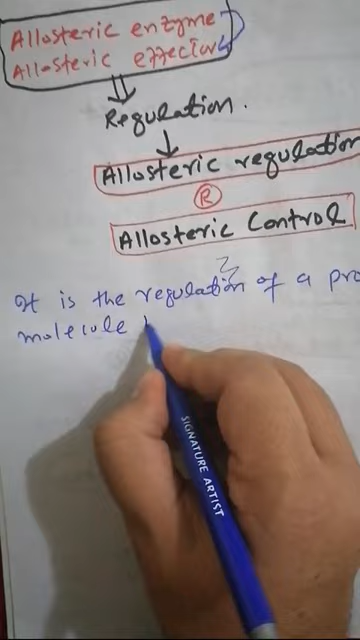 Allosteric enzyme
Allosteric effector
Regulation.
Allosteric regulation
R
Allosteric Control
It is the regulation of a pro
molecule
SIGNATURE ARTIST